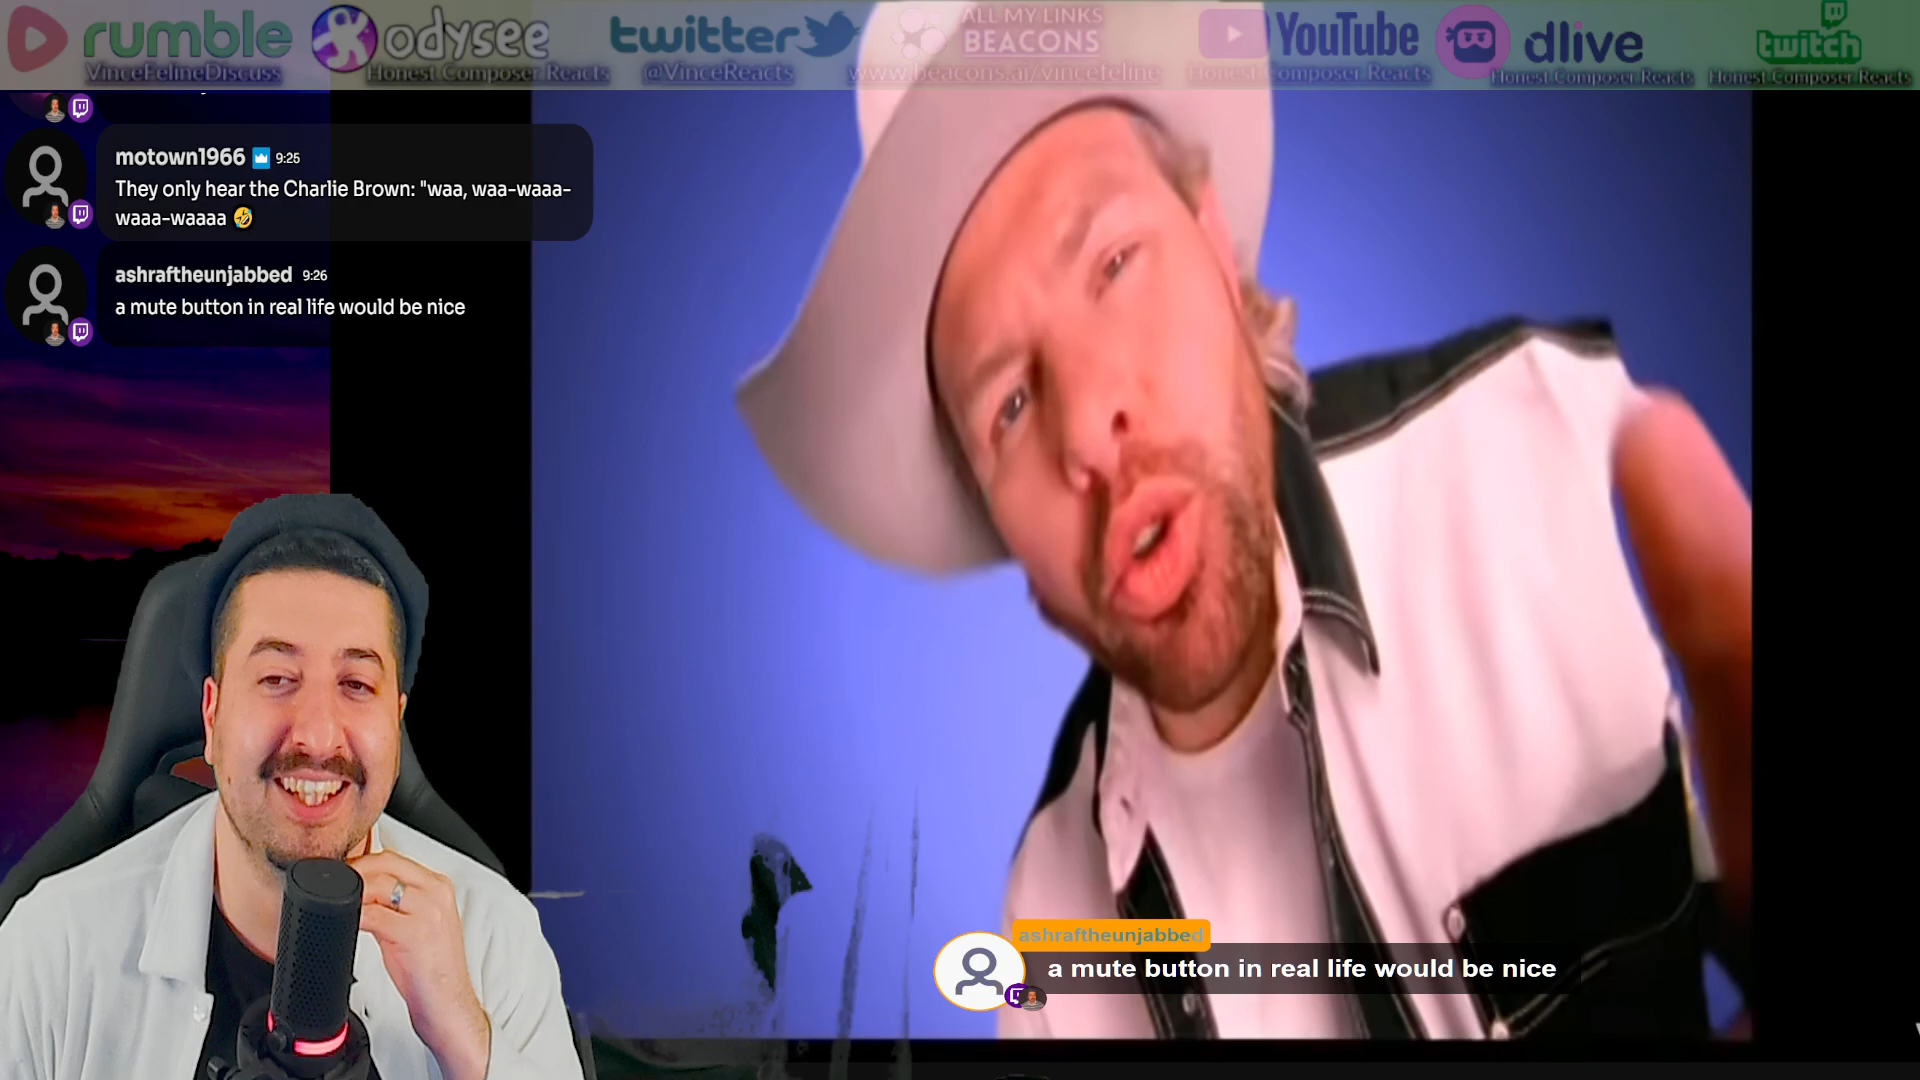 rumble
VinceFelineDiscuss
odysee
Honest Composer Reacts
twitter
@VinceReacts
ALL MY LINKS
BEACONS
www.beacons.ai/vincefeline
YouTube
Honest Composer Reacts
dlive
Honest Composer Reacts
twitch
Honest Composer Reacts
motown1966 9:25
They only hear the Charlie Brown: "waa, waa-waaa-
waaa-waaaa 🤣
ashraftheunjabbed 9:26
a mute button in real life would be nice
ashraftheunjabbed
a mute button in real life would be nice